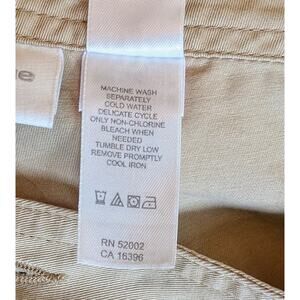 MACHINE WASH
SEPARATELY
COLD WATER
DELICATE CYCLE
ONLY NON-CHLORINE
BLEACH WHEN
NEEDED
TUMBLE DRY LOW
REMOVE PROMPTLY
COOL IRON
RN 52002
CA 16396